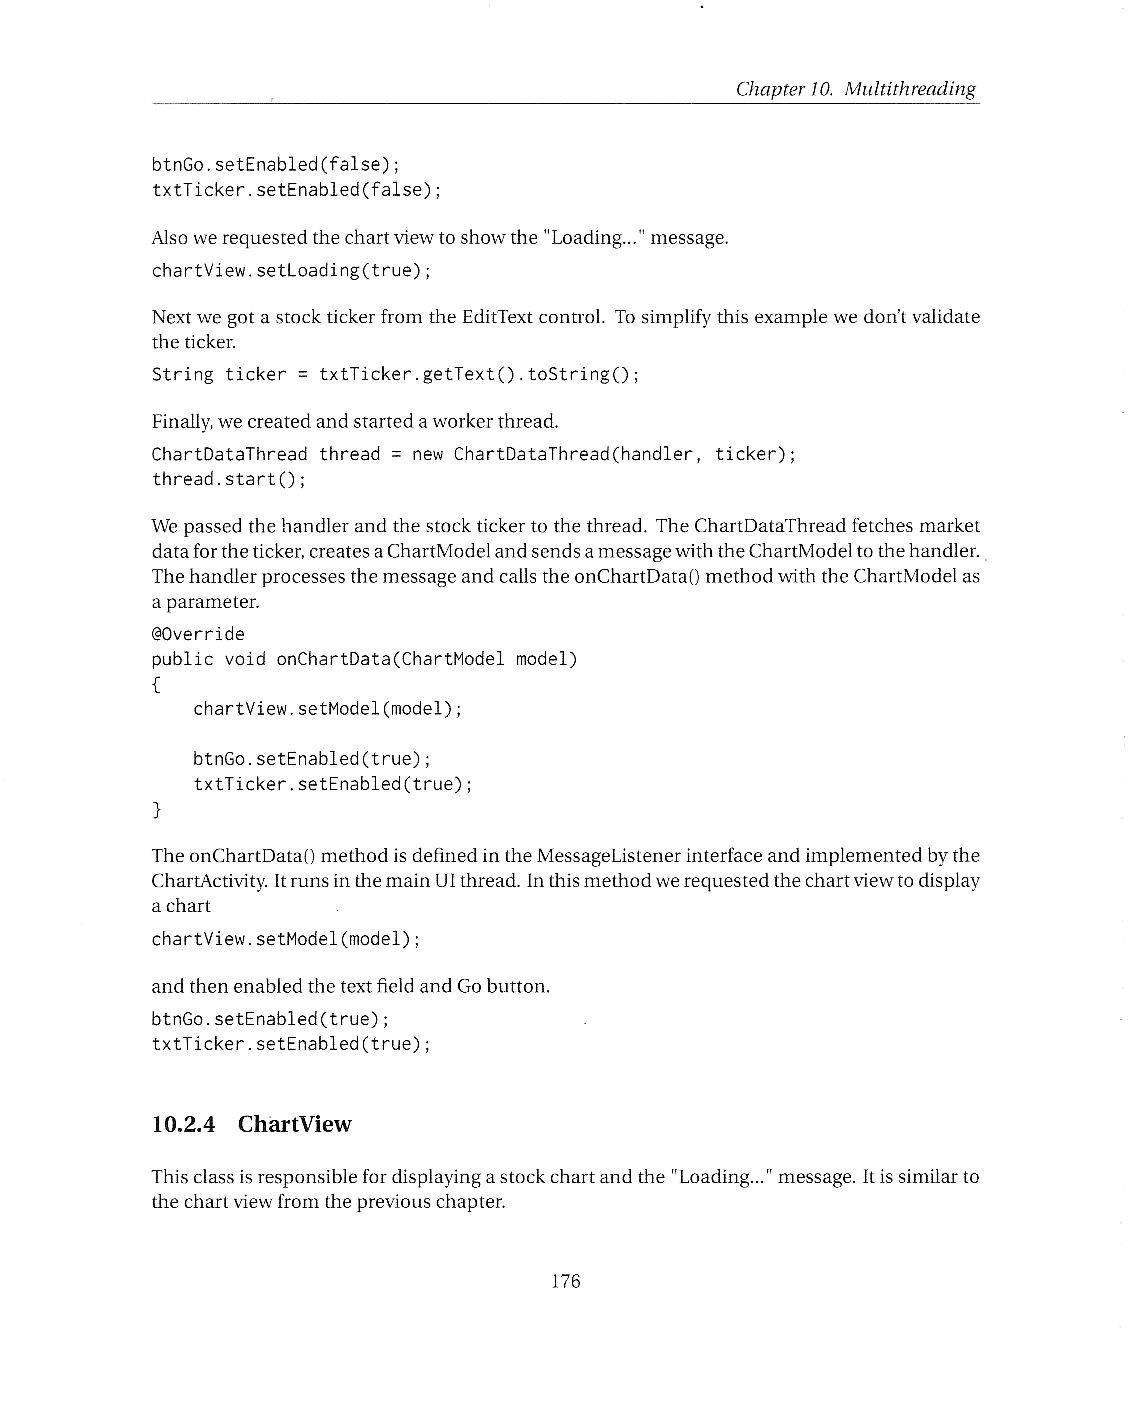 Chapter 10. Multithreading
btnGo.setEnabled(false);
txtTicker.setEnabled(false);
Also we requested the chart view to show the "Loading..." message.
chartView.setLoading(true);
Next we got a stock ticker from the EditText control. To simplify this example we don't validate
the ticker.
String ticker = txtTicker.getText().toString();
Finally, we created and started a worker thread.
ChartDataThread thread = new ChartDataThread(handler, ticker);
thread.start();
We passed the handler and the stock ticker to the thread. The ChartDataThread fetches market
data for the ticker, creates a ChartModel and sends a message with the ChartModel to the handler.
The handler processes the message and calls the onChartData() method with the ChartModel as
a parameter.
@Override
public void onChartData(ChartModel model)
{
    chartView.setModel(model);
    btnGo.setEnabled(true);
    txtTicker.setEnabled(true);
}
The onChartData() method is defined in the MessageListener interface and implemented by the
ChartActivity. It runs in the main UI thread. In this method we requested the chart view to display
a chart
chartView.setModel(model);
and then enabled the text field and Go button.
btnGo.setEnabled(true);
txtTicker.setEnabled(true);
10.2.4 ChartView
This class is responsible for displaying a stock chart and the "Loading..." message. It is similar to
the chart view from the previous chapter.
176